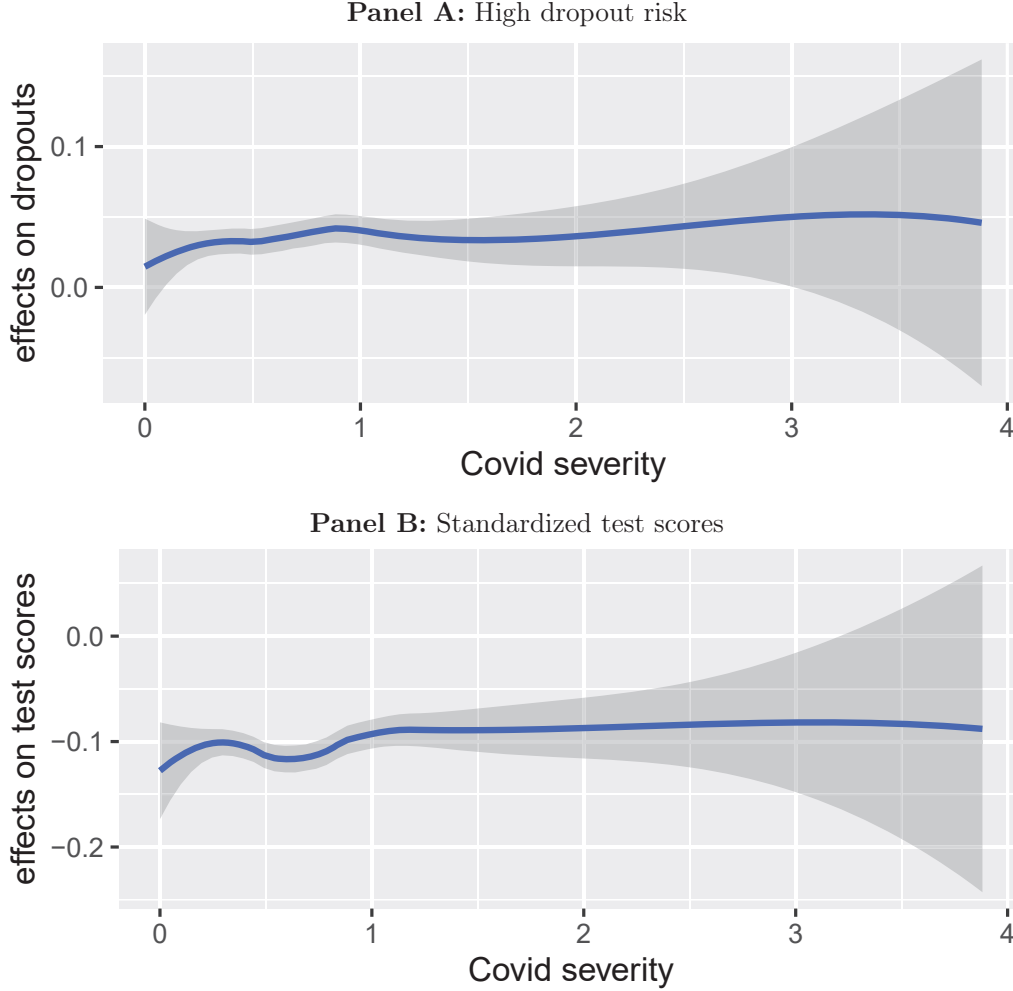 Panel A: High dropout risk
effects on dropouts
0.1
0.0
0 1 2 3 4
Covid severity
Panel B: Standardized test scores
effects on test scores
0.0
−0.1
−0.2
0 1 2 3 4
Covid severity